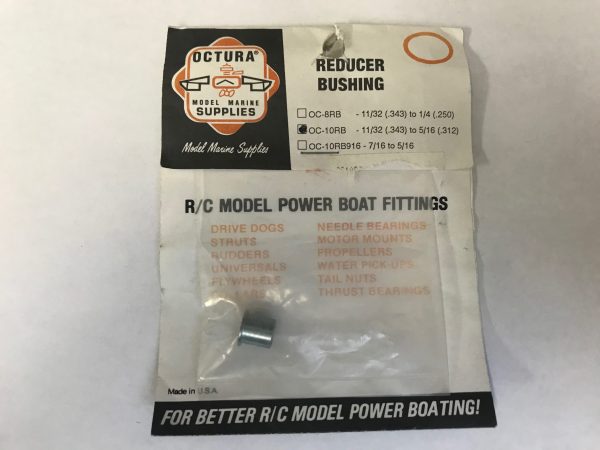 OCTURA®
MODEL MARINE
SUPPLIES
Model Marine Supplies
REDUCER
BUSHING
OC-8RB - 11/32 (.343) to 1/4 (.250)
OC-10RB - 11/32 (.343) to 5/16 (.312)
OC-10RB916 - 7/16 to 5/16
R/C MODEL POWER BOAT FITTINGS
DRIVE DOGS NEEDLE BEARINGS
STRUTS MOTOR MOUNTS
RUDDERS PROPELLERS
UNIVERSALS WATER PICK-UPS
FLYWHEELS TAIL NUTS
COLLARS THRUST BEARINGS
Made in U.S.A.
FOR BETTER R/C MODEL POWER BOATING!